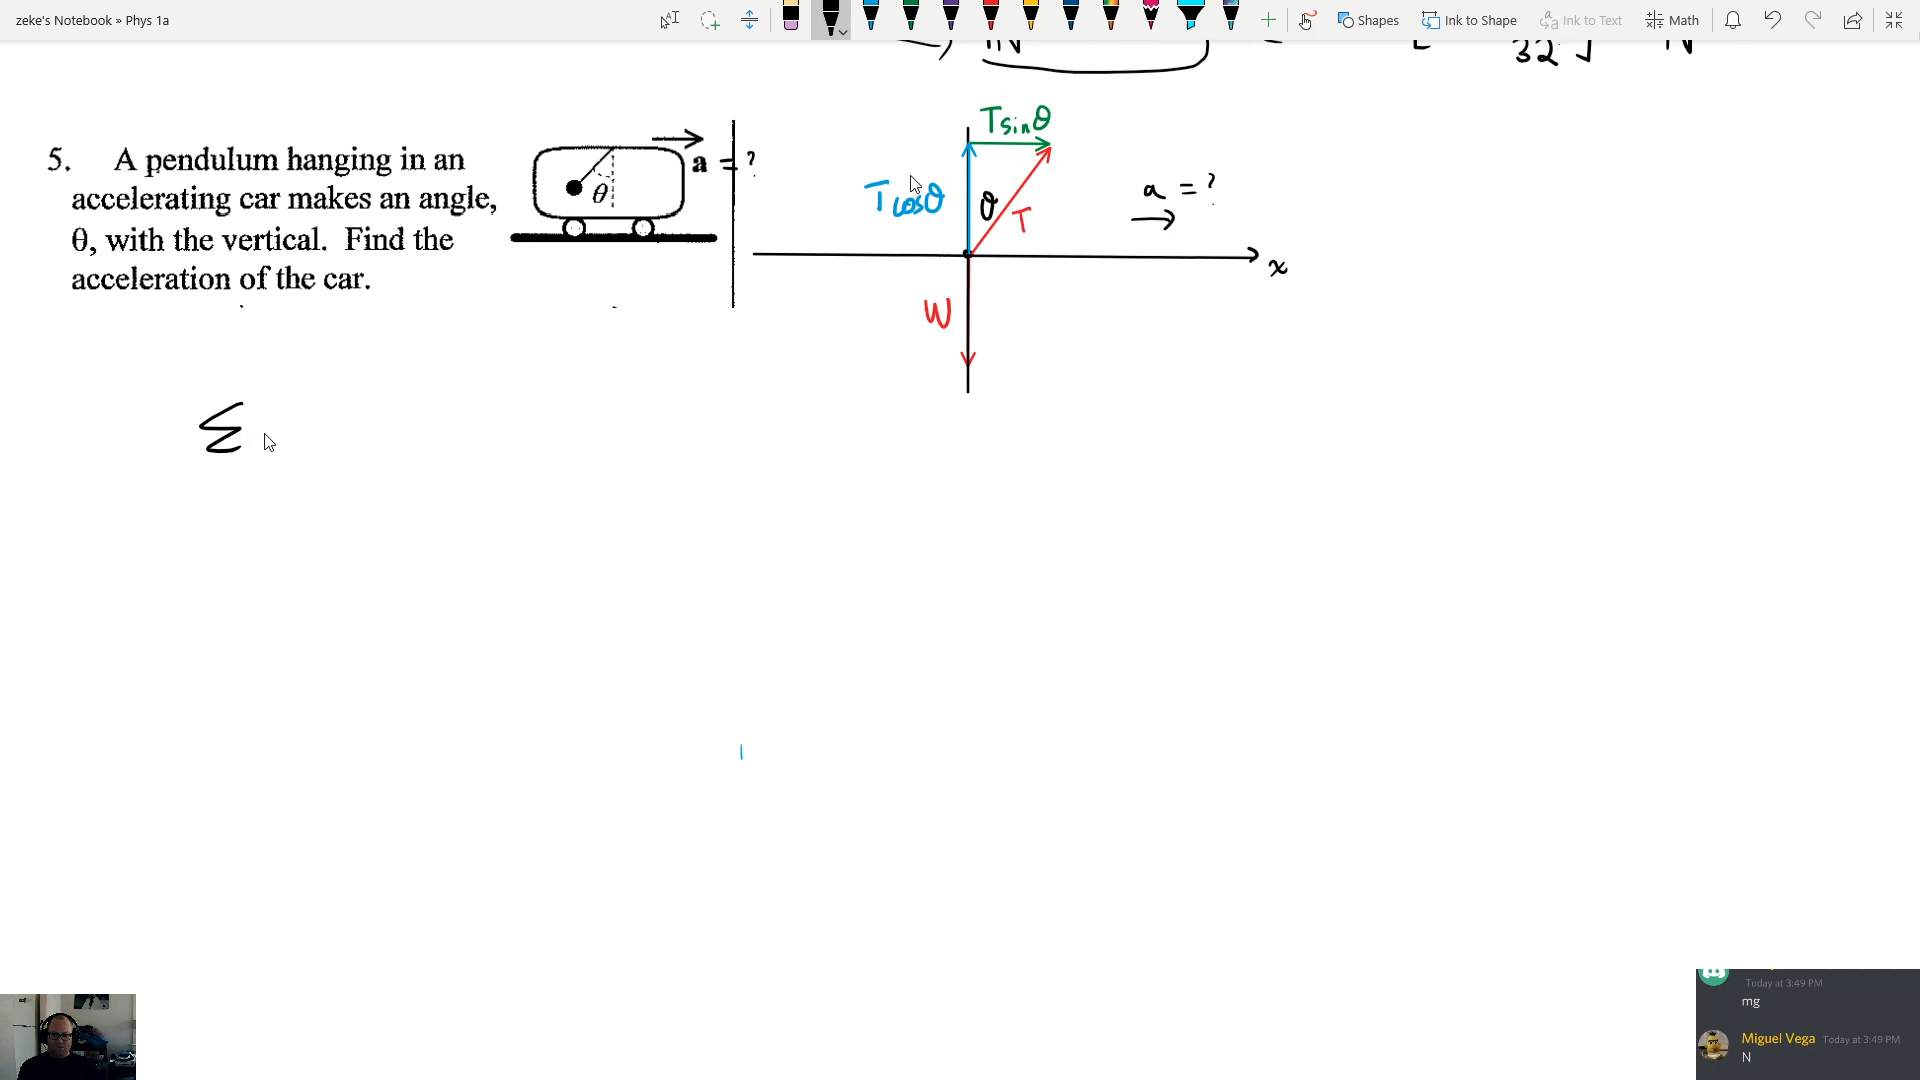 zeke's Notebook » Phys 1a
Shapes
Ink to Shape
Ink to Text
Math
32
5. A pendulum hanging in an
accelerating car makes an angle,
θ, with the vertical. Find the
acceleration of the car.
a = ?
θ
Tsinθ
Tcosθ
θ
T
a = ?
x
W
Σ
Today at 3:49 PM
mg
Miguel Vega Today at 3:49 PM
N